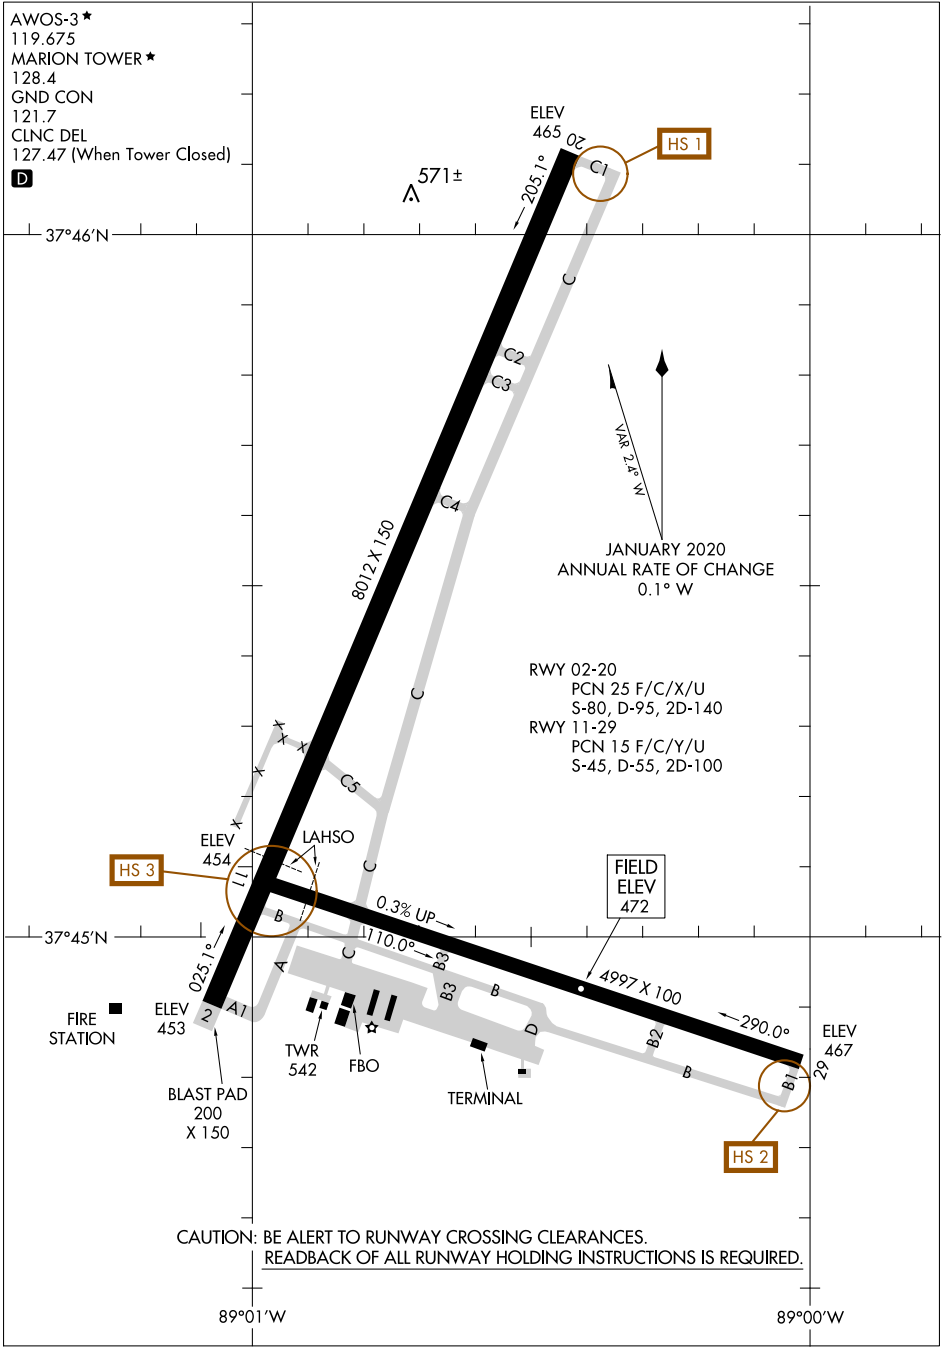 AWOS-3★
119.675
MARION TOWER★
128.4
GND CON
121.7
CLNC DEL
127.47 (When Tower Closed)
D
ELEV
465
20
HS 1
C1
571±
205.1°
37°46'N
C
C2
C3
VAR 2.4° W
C4
JANUARY 2020
ANNUAL RATE OF CHANGE
0.1° W
8012 X 150
RWY 02-20
PCN 25 F/C/X/U
S-80, D-95, 2D-140
RWY 11-29
PCN 15 F/C/Y/U
S-45, D-55, 2D-100
C
X
X
X
X
X
C5
ELEV
454
LAHSO
HS 3
11
C
FIELD
ELEV
472
0.3% UP
B
37°45'N
110.0°
025.1°
A
C
B3
B3
B
4997 X 100
290.0°
ELEV
467
29
FIRE
STATION
ELEV
453
2
A1
D
B2
B
B1
TWR
542
FBO
TERMINAL
BLAST PAD
200
X 150
HS 2
CAUTION: BE ALERT TO RUNWAY CROSSING CLEARANCES.
READBACK OF ALL RUNWAY HOLDING INSTRUCTIONS IS REQUIRED.
89°01'W
89°00'W